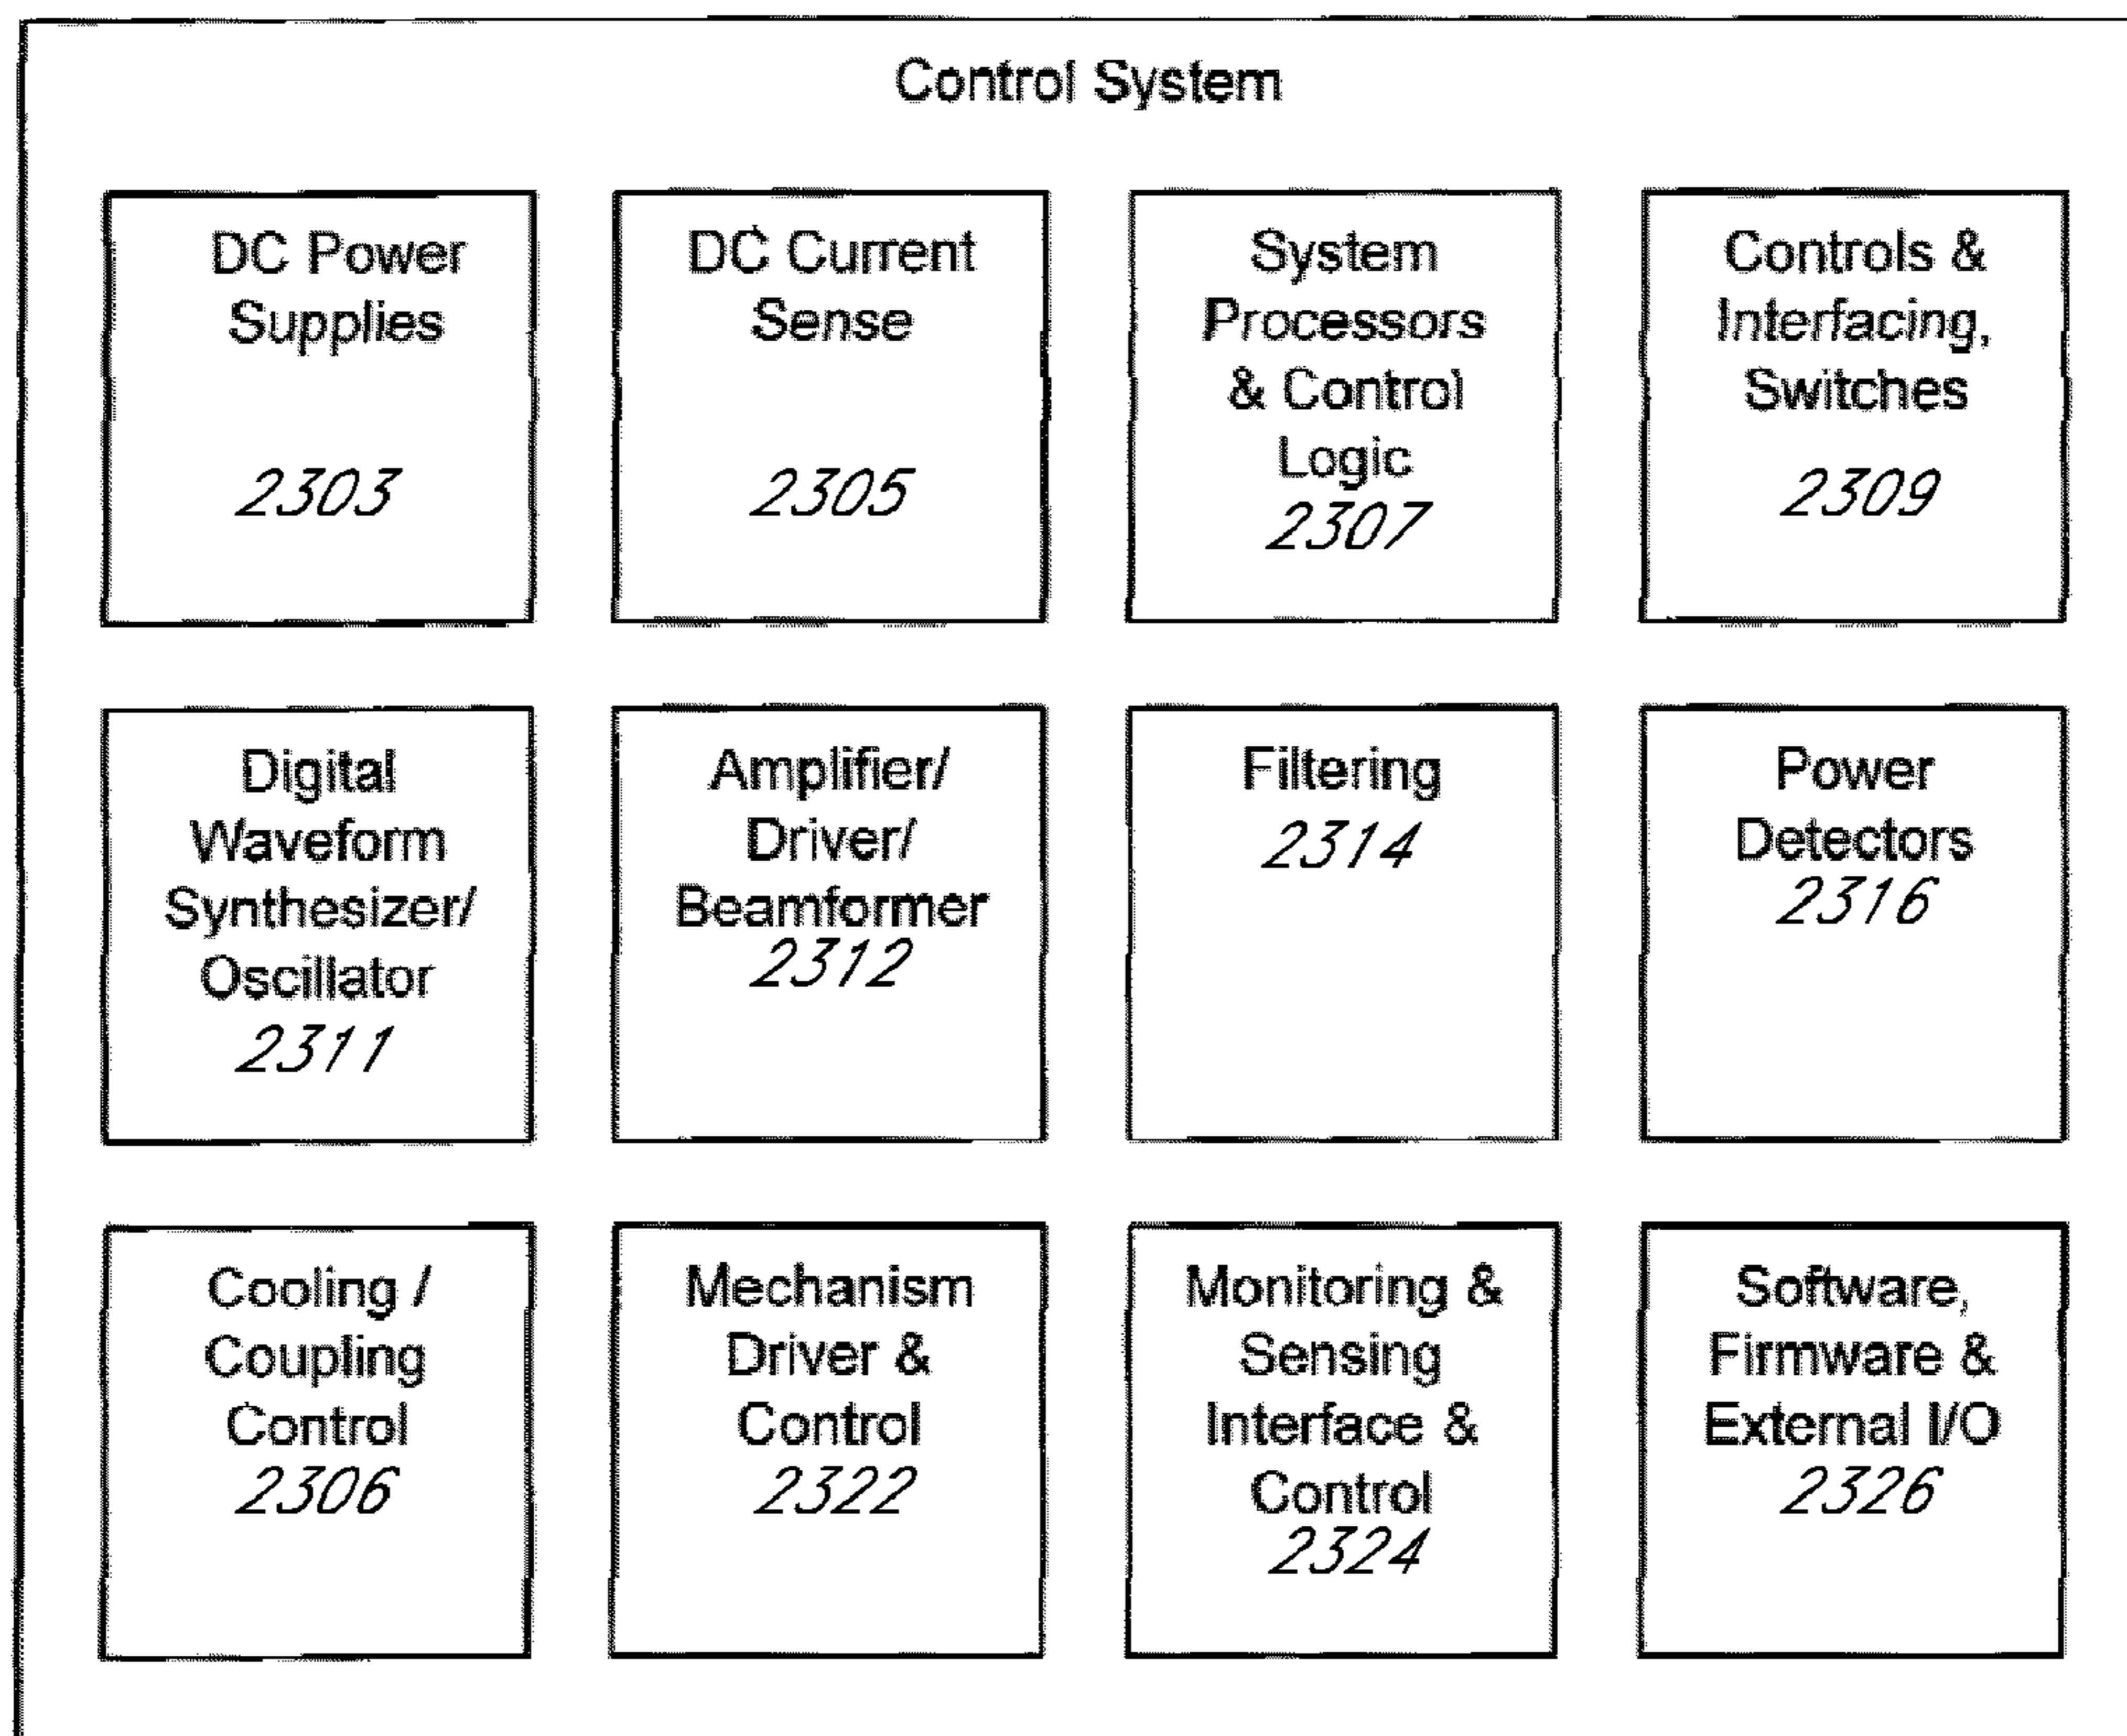 Control System
DC Power
Supplies
2303
DC Current
Sense
2305
System
Processors
& Control
Logic
2307
Controls &
Interfacing,
Switches
2309
Digital
Waveform
Synthesizer/
Oscillator
2311
Amplifier/
Driver/
Beamformer
2312
Filtering
2314
Power
Detectors
2316
Cooling /
Coupling
Control
2306
Mechanism
Driver &
Control
2322
Monitoring &
Sensing
Interface &
Control
2324
Software,
Firmware &
External I/O
2326